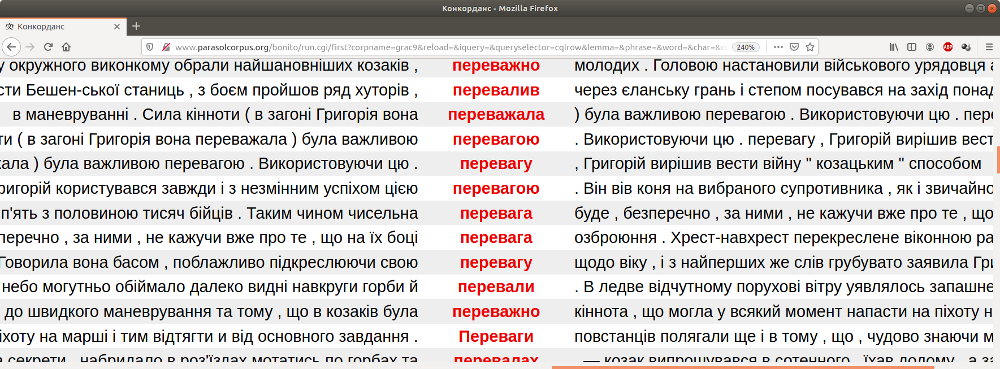 Конкорданс - Mozilla Firefox
Конкорданс
www.parasolcorpus.org/bonito/run.cgi/first?corpname=grac9&reload=&iquery=&queryselector=cqlrow&lemma=&phrase=&word=&char=& 240%
ABP
у окружного виконкому обрали найшановніших козаків , переважно молодих . Головою настановили військового урядовця
сти Бешен-ської станиць , з боєм пройшов ряд хуторів , перевалив через єланську грань і степом посувався на захід понад
в маневруванні . Сила кінноти ( в загоні Григорія вона переважала ) була важливою перевагою . Використовуючи цю . пере
ти ( в загоні Григорія вона переважала ) була важливою перевагою . Використовуючи цю . перевагу , Григорій вирішив вест
кала ) була важливою перевагою . Використовуючи цю . перевагу , Григорій вирішив вести війну " козацьким " способом
ригорій користувався завжди і з незмінним успіхом цією перевагою . Він вів коня на вибраного супротивника , як і звичайно
п'ять з половиною тисяч бійців . Таким чином чисельна перевага буде , безперечно , за ними , не кажучи вже про те , що
перечно , за ними , не кажучи вже про те , що на їх боці перевага озброюння . Хрест-навхрест перекреслене віконною ра
Говорила вона басом , поблажливо підкреслюючи свою перевагу щодо віку , і з найперших же слів грубувато заявила Гри
небо могутньо обіймало далеко видні навкруги горби й перевали . В ледве відчутному порухові вітру уявлялось запашне
до швидкого маневрування та тому , що в козаків була переважно кіннота , що могла у всякий момент напасти на піхоту н
іхоту на марші і тим відтягти и від основного завдання . Переваги повстанців полягали ще і в тому , що , чудово знаючи м
а секрети , набридало в роз'їздах мотатись по горбах та перевалах , — козак випрошувався в сотенного , їхав додому , а за